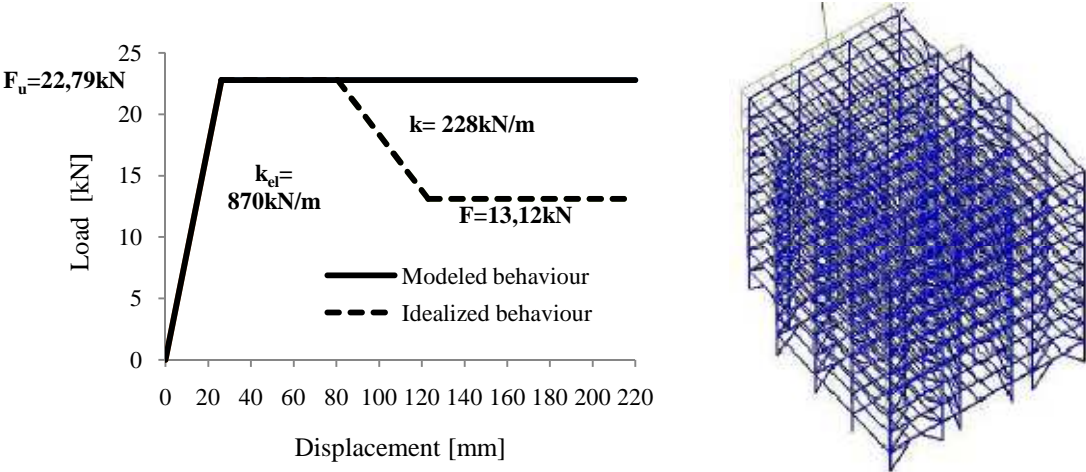 25
F_u=22,79kN
20
k= 228kN/m
15
k_el=
870kN/m
F=13,12kN
10
Load [kN]
Modeled behaviour
5
Idealized behaviour
0
0 20 40 60 80 100 120 140 160 180 200 220
Displacement [mm]